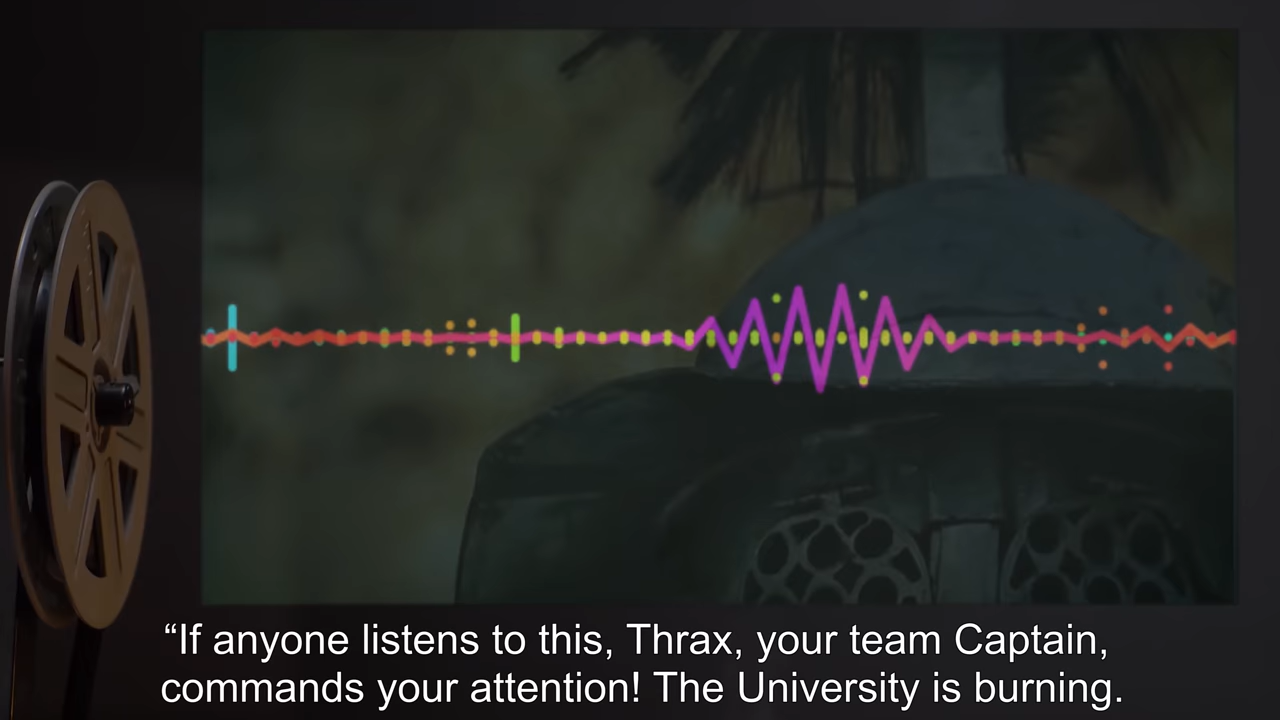 “If anyone listens to this, Thrax, your team Captain,
commands your attention! The University is burning.